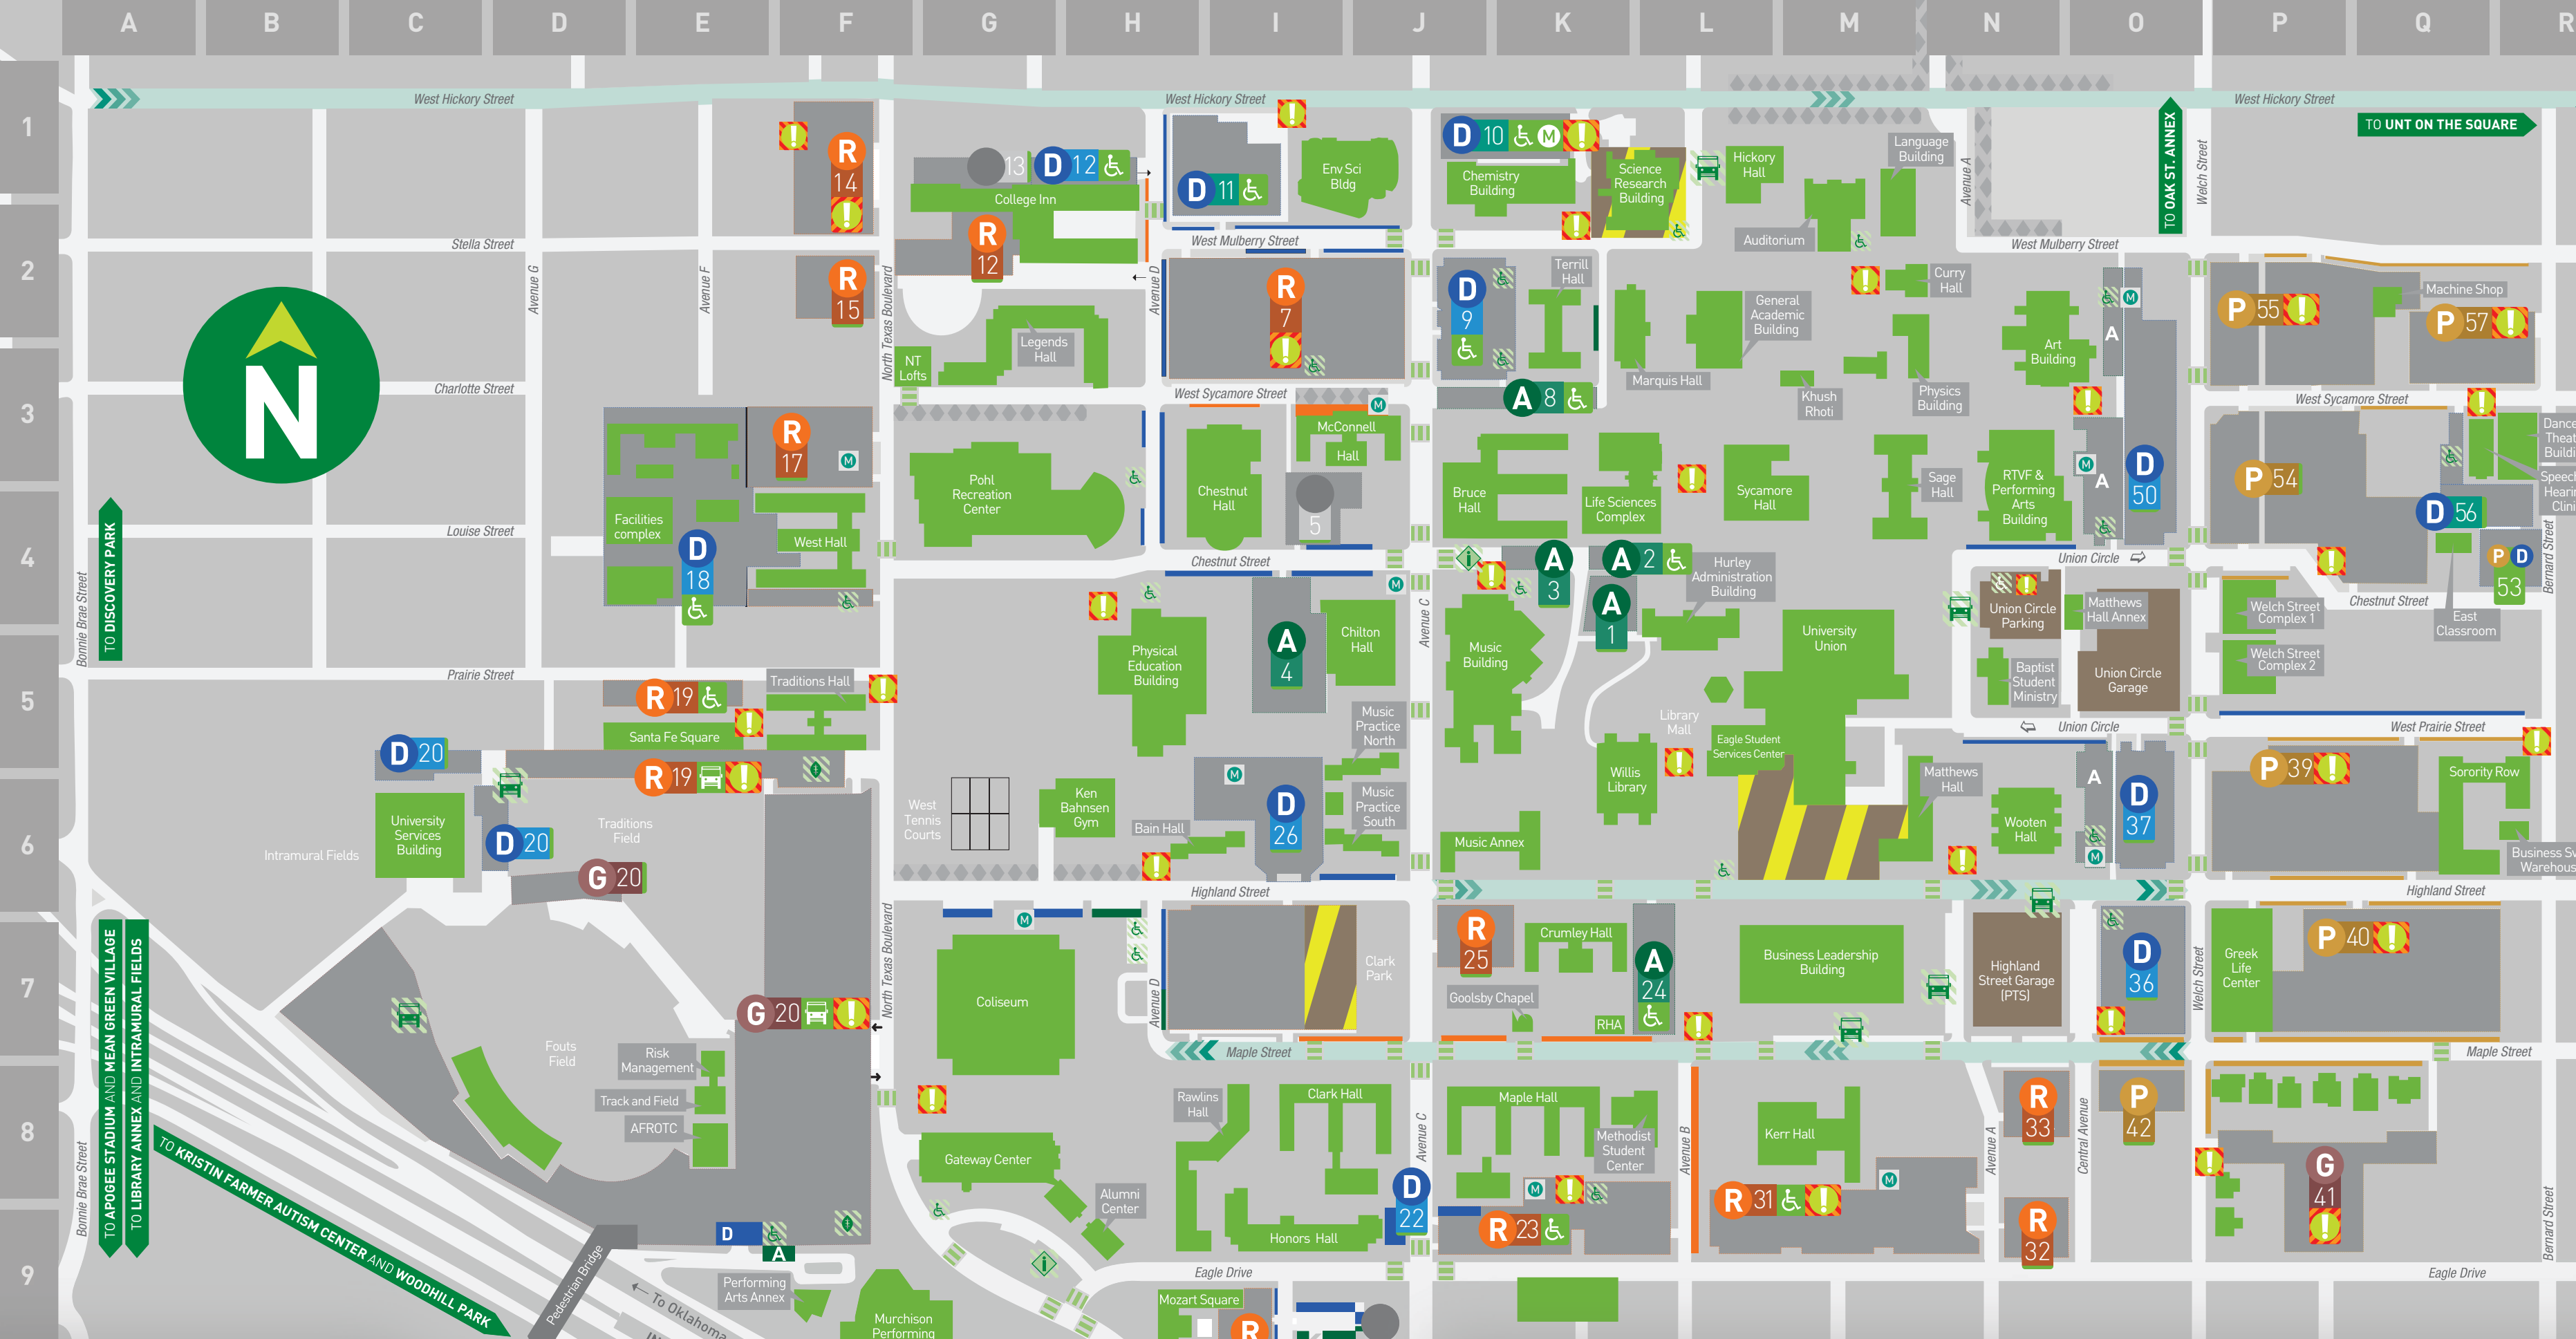 A B C D E F G H I J K L M N O P Q R
1
2
3
4
5
6
7
8
9
West Hickory Street
West Hickory Street
West Hickory Street
TO OAK ST. ANNEX
TO UNT ON THE SQUARE
Welch Street
Avenue A
R
14
13
D 12
College Inn
R
12
D 11
Env Sci
Bldg
D 10
M
Chemistry
Building
Science
Research
Building
Hickory
Hall
Language
Building
Auditorium
Stella Street
West Mulberry Street
West Mulberry Street
Avenue G
Avenue F
North Texas Boulevard
Avenue D
R
15
N
NT
Lofts
Legends
Hall
R
7
D
9
Terrill
Hall
Marquis Hall
General
Academic
Building
Curry
Hall
Khush
Rhoti
Physics
Building
Art
Building
M
A
P 55
Machine Shop
P 57
Charlotte Street
West Sycamore Street
West Sycamore Street
A 8
R
17
M
Facilities
complex
D
18
West Hall
Pohl
Recreation
Center
Chestnut
Hall
McConnell
Hall
M
5
Bruce
Hall
Life Sciences
Complex
Sycamore
Hall
Sage
Hall
RTVF &
Performing
Arts
Building
M
A
D
50
P 54
D 56
P D
53
East
Classroom
Bernard Street
Louise Street
Chestnut Street
Chestnut Street
Union Circle
TO DISCOVERY PARK
Bonnie Brae Street
Physical
Education
Building
A
4
Chilton
Hall
M
Avenue C
i
A
3
A 2
A
1
Hurley
Administration
Building
Music
Building
University
Union
Union Circle
Parking
Matthews
Hall Annex
Union Circle
Garage
Baptist
Student
Ministry
Welch Street
Complex 1
Welch Street
Complex 2
Prairie Street
Union Circle
West Prairie Street
R 19
Traditions Hall
Santa Fe Square
R 19
D 20
D 20
University
Services
Building
Traditions
Field
Intramural Fields
G 20
West
Tennis
Courts
Ken
Bahnsen
Gym
Bain Hall
M
D
26
Music
Practice
North
Music
Practice
South
Library
Mall
Eagle Student
Services Center
Willis
Library
Music Annex
Matthews
Hall
Wooten
Hall
A
M
D
37
P 39
Sorority Row
Highland Street
Highland Street
TO APOGEE STADIUM AND MEAN GREEN VILLAGE
TO LIBRARY ANNEX AND INTRAMURAL FIELDS
Bonnie Brae Street
North Texas Boulevard
Avenue D
M
Coliseum
Clark
Park
R
25
Crumley Hall
Goolsby Chapel
RHA
A
24
Business Leadership
Building
Highland
Street Garage
(PTS)
D
36
Welch Street
Greek
Life
Center
P 40
G 20
Fouts
Field
Risk
Management
Track and Field
AFROTC
Maple Street
Maple Street
Gateway Center
Alumni
Center
Rawlins
Hall
Clark Hall
Honors Hall
Avenue C
D
22
Maple Hall
Methodist
Student
Center
M
R 23
Avenue B
Kerr Hall
R 31
M
Avenue A
R
33
R
32
Central Avenue
P
42
G
41
Bernard Street
TO KRISTIN FARMER AUTISM CENTER AND WOODHILL PARK
D
A
Pedestrian Bridge
To Oklahoma
Performing
Arts Annex
Murchison
Performing
i
Eagle Drive
Eagle Drive
Mozart Square
R